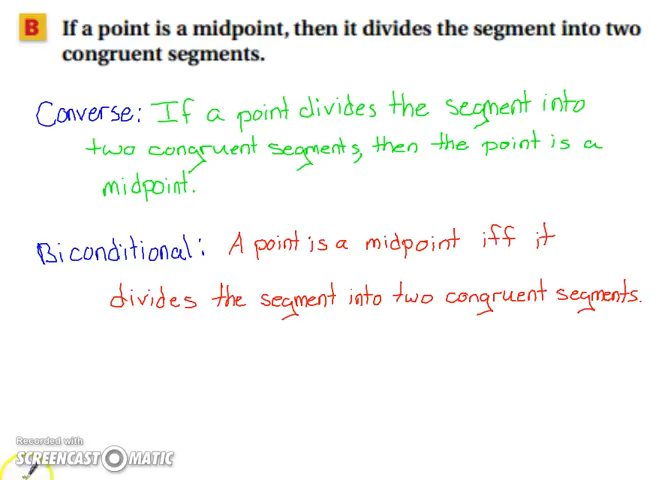 B If a point is a midpoint, then it divides the segment into two
congruent segments.
Converse: If a point divides the segment into
two congruent segments, then the point is a
midpoint.
Biconditional: A point is a midpoint iff it
divides the segment into two congruent segments.
Recorded with
SCREENCAST MATIC